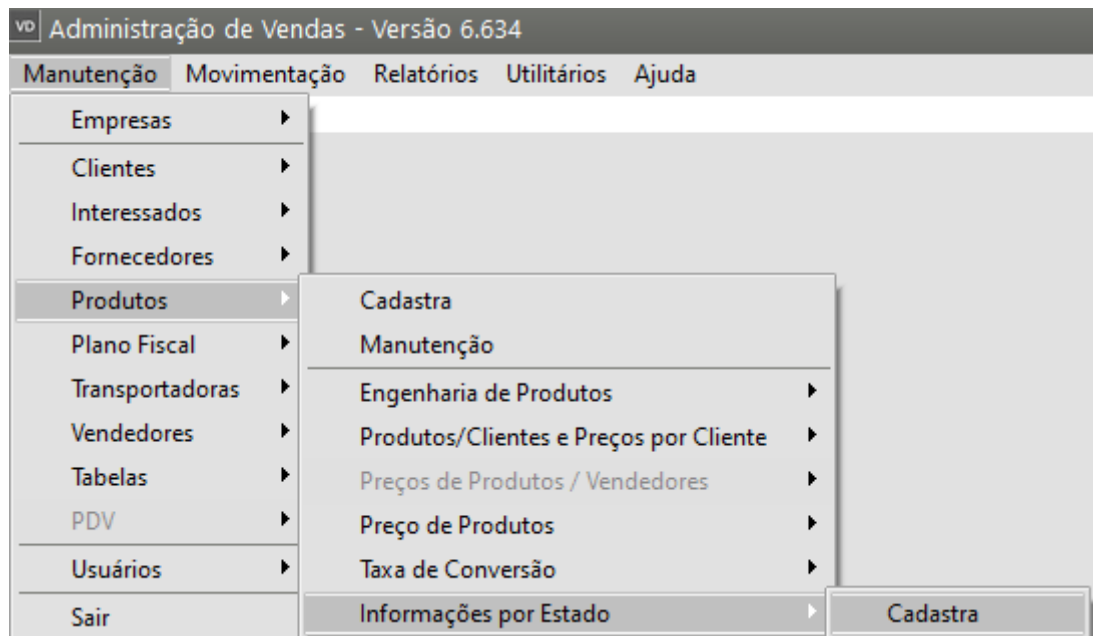 VD Administração de Vendas - Versão 6.634
Manutenção Movimentação Relatórios Utilitários Ajuda
Empresas
Clientes
Interessados
Fornecedores
Produtos
Plano Fiscal
Transportadoras
Vendedores
Tabelas
PDV
Usuários
Sair
Cadastra
Manutenção
Engenharia de Produtos
Produtos/Clientes e Preços por Cliente
Preços de Produtos / Vendedores
Preço de Produtos
Taxa de Conversão
Informações por Estado
Cadastra